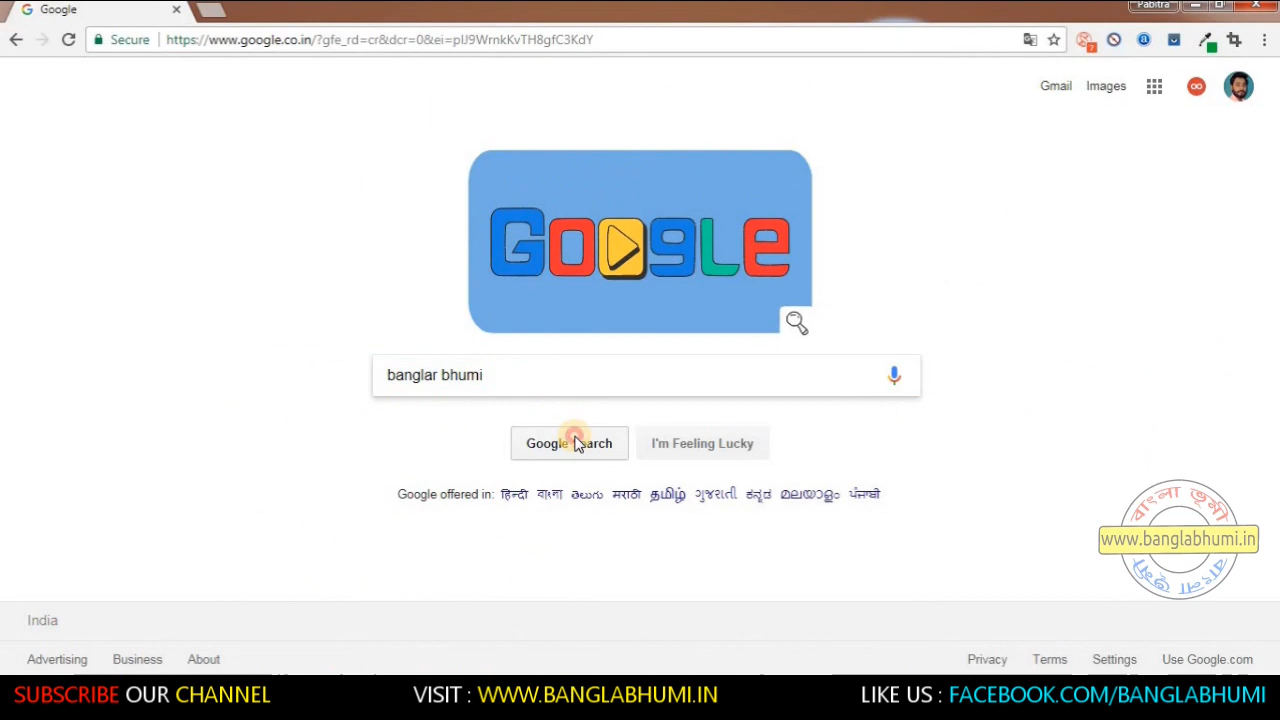 Google
Pabitra
Secure https://www.google.co.in/?gfe_rd=cr&dcr=0&ei=plJ9WrnkKvTH8gfC3KdY
Gmail Images
Google
banglar bhumi
Google Search I'm Feeling Lucky
Google offered in: हिन्दी বাংলা తెలుగు मराठी தமிழ் ગુજરાતી ಕನ್ನಡ മലയാളം ਪੰਜਾਬੀ
বাংলা ভূমী
www.banglabhumi.in
বাংলা ভূমী
India
Advertising Business About Privacy Terms Settings Use Google.com
SUBSCRIBE OUR CHANNEL VISIT : WWW.BANGLABHUMI.IN LIKE US : FACEBOOK.COM/BANGLABHUMI